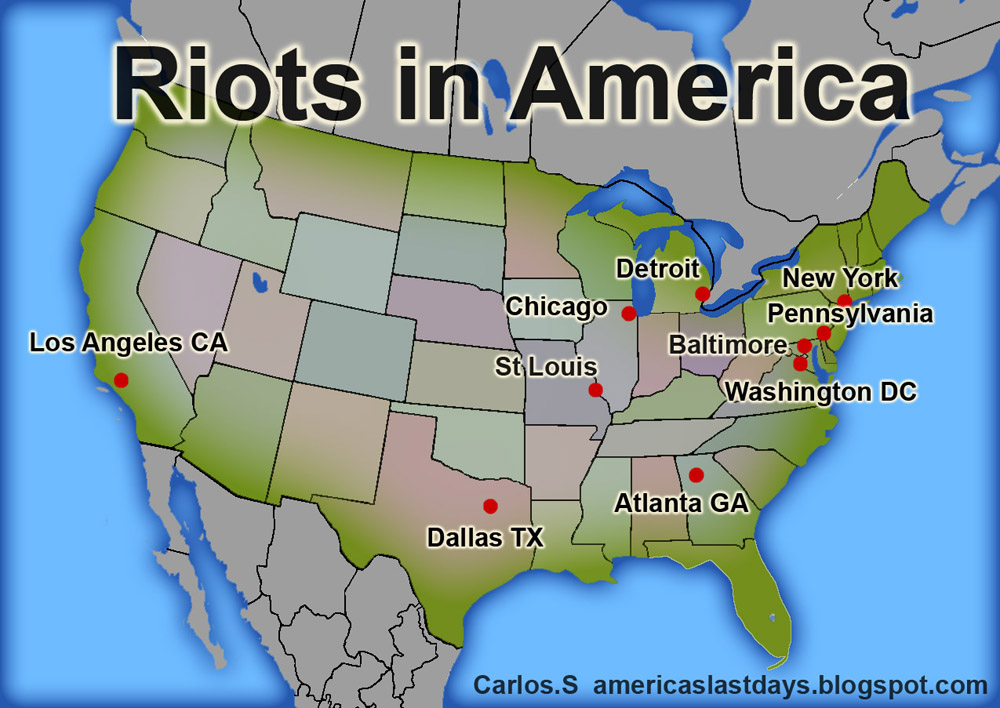 Riots in America
Detroit
New York
Chicago
Pennsylvania
Los Angeles CA
Baltimore
St Louis
Washington DC
Atlanta GA
Dallas TX
Carlos.S americaslastdays.blogspot.com